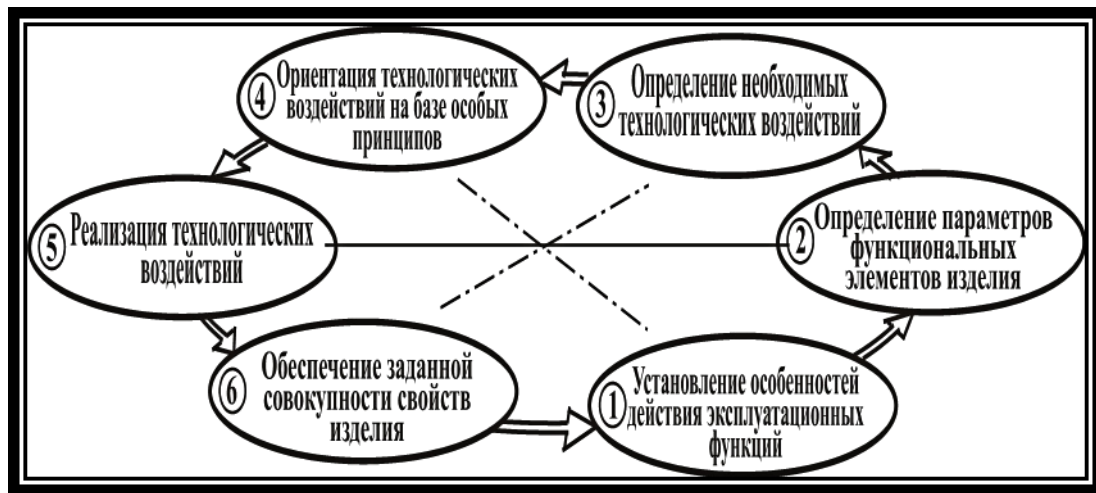 ④ Ориентация технологических
воздействий на базе особых
принципов
③ Определение необходимых
технологических воздействий
⑤ Реализация технологических
воздействий
② Определение параметров
функциональных
элементов изделия
⑥ Обеспечение заданной
совокупности свойств
изделия
① Установление особенностей
действия эксплуатационных
функций